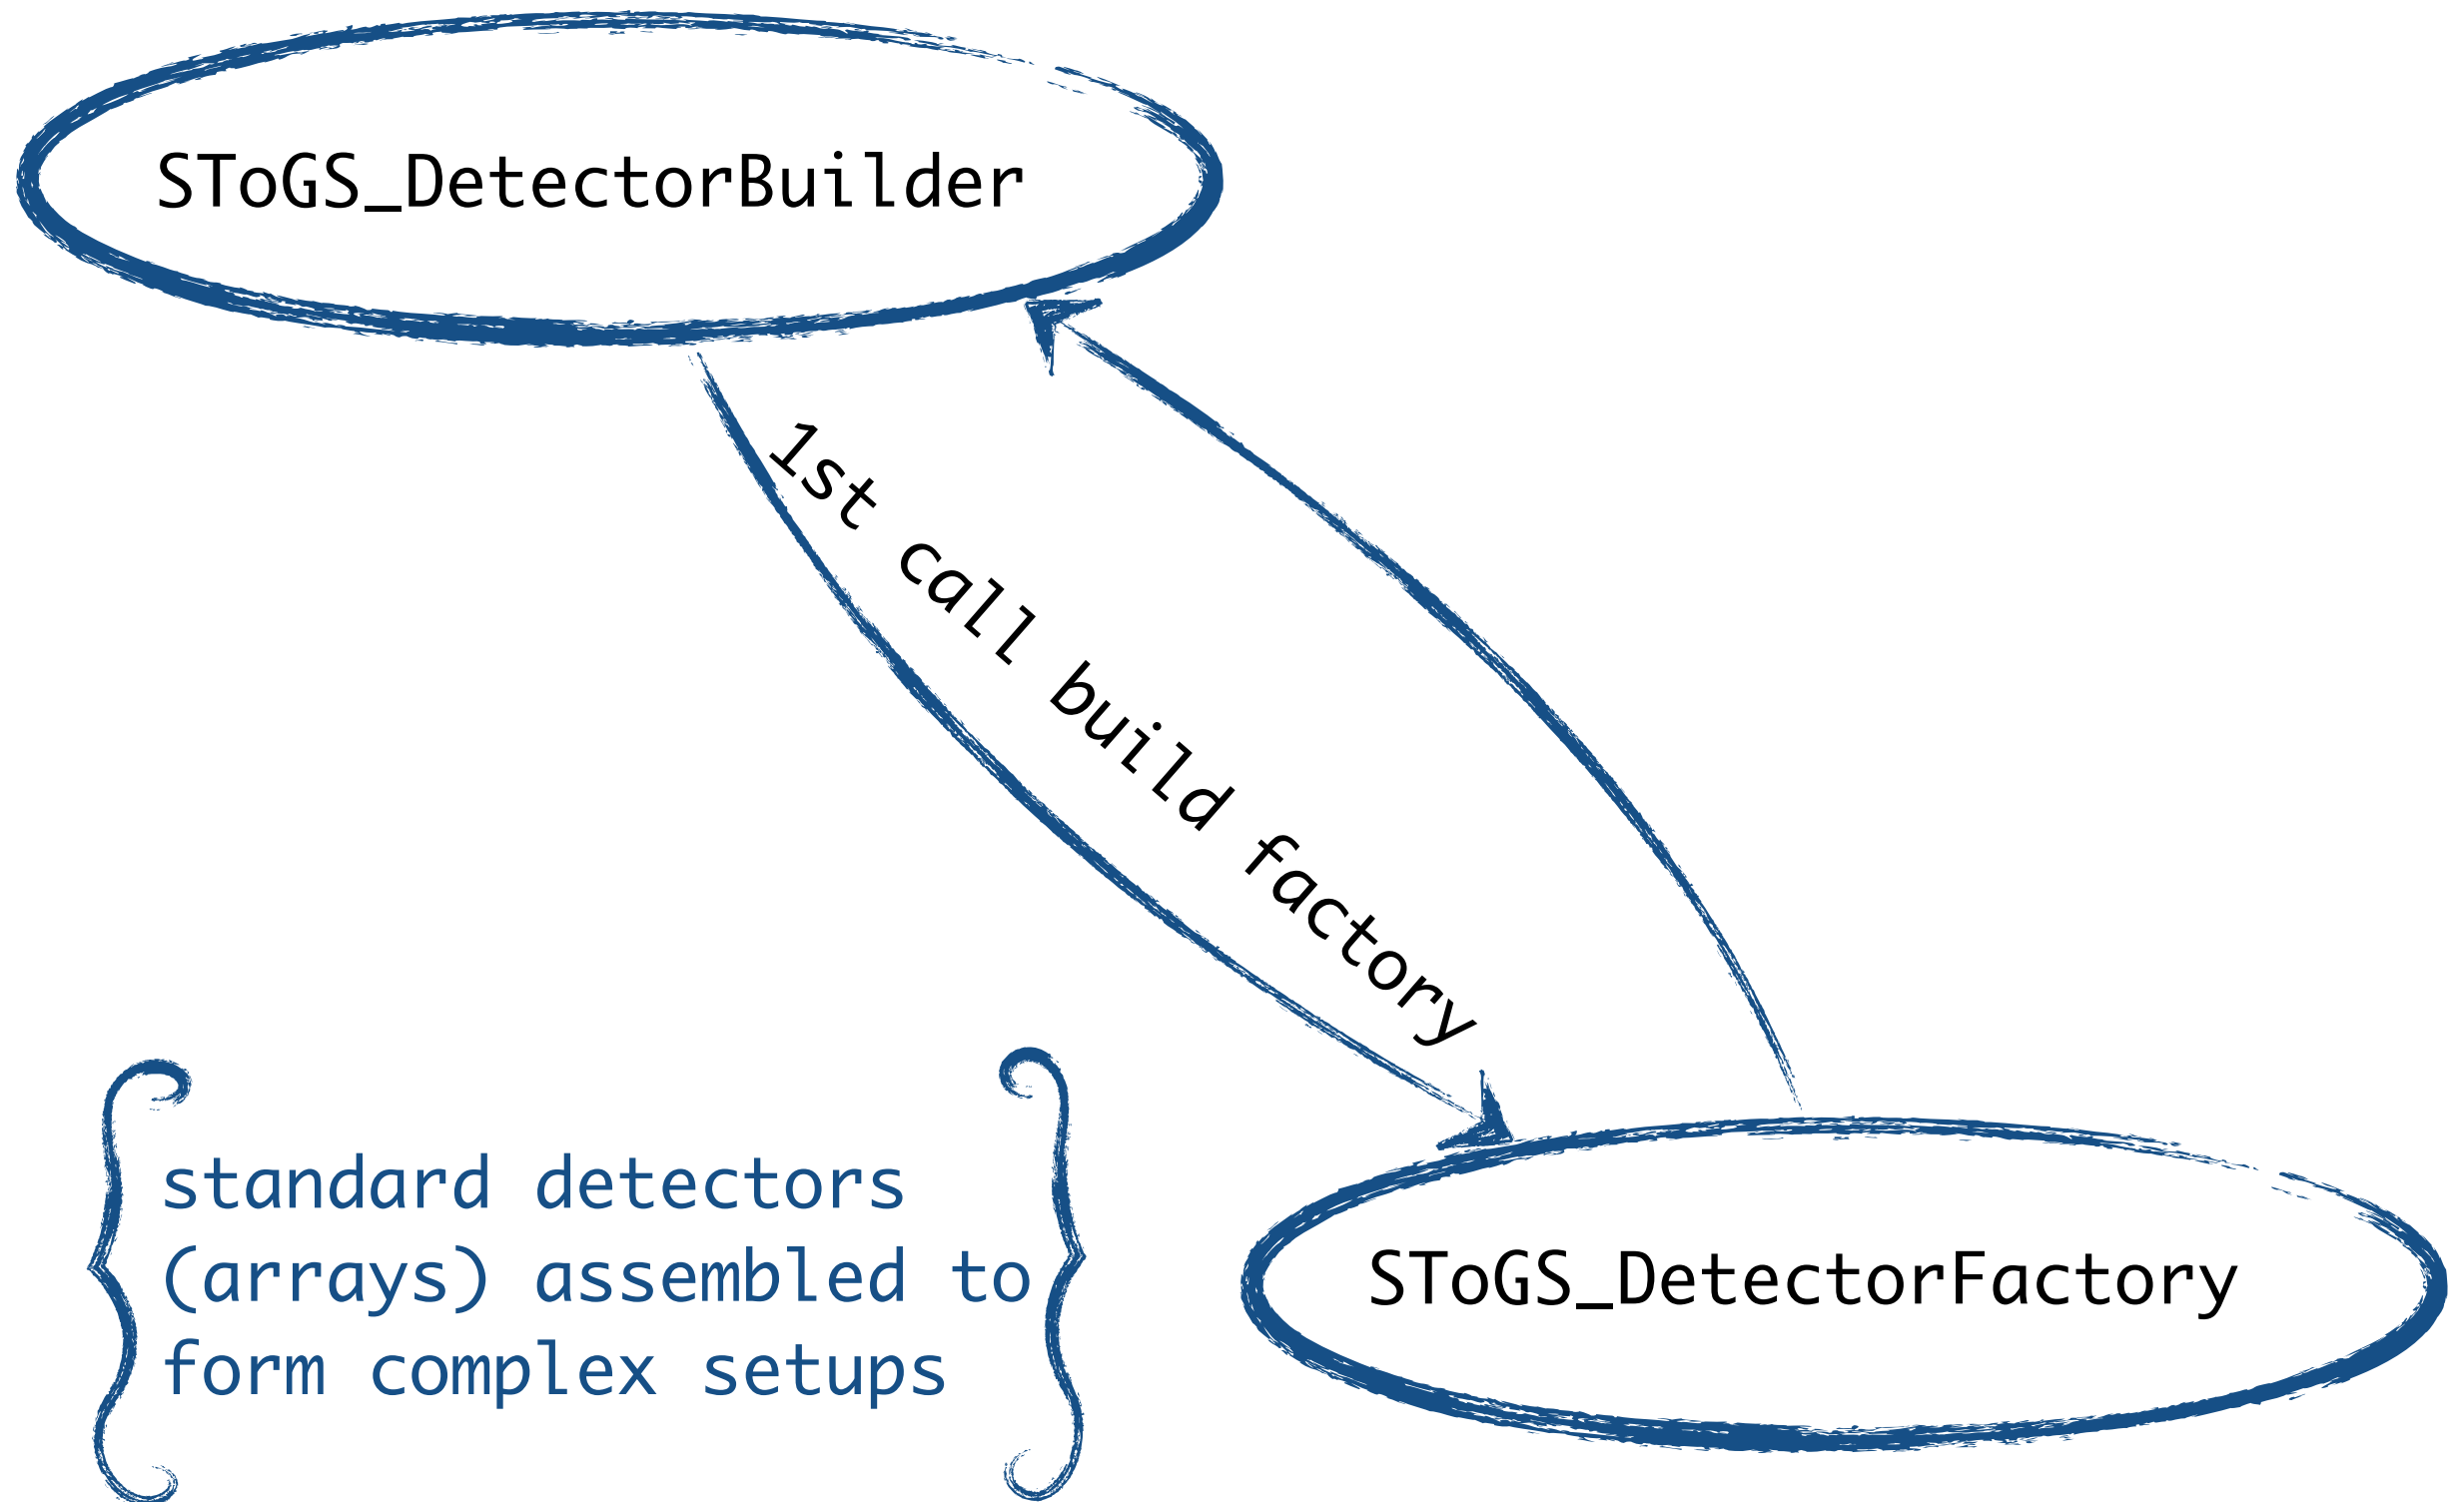 SToGS_DetectorBuilder
1st call build factory
standard detectors
(arrays) assembled to
form complex setups
SToGS_DetectorFactory